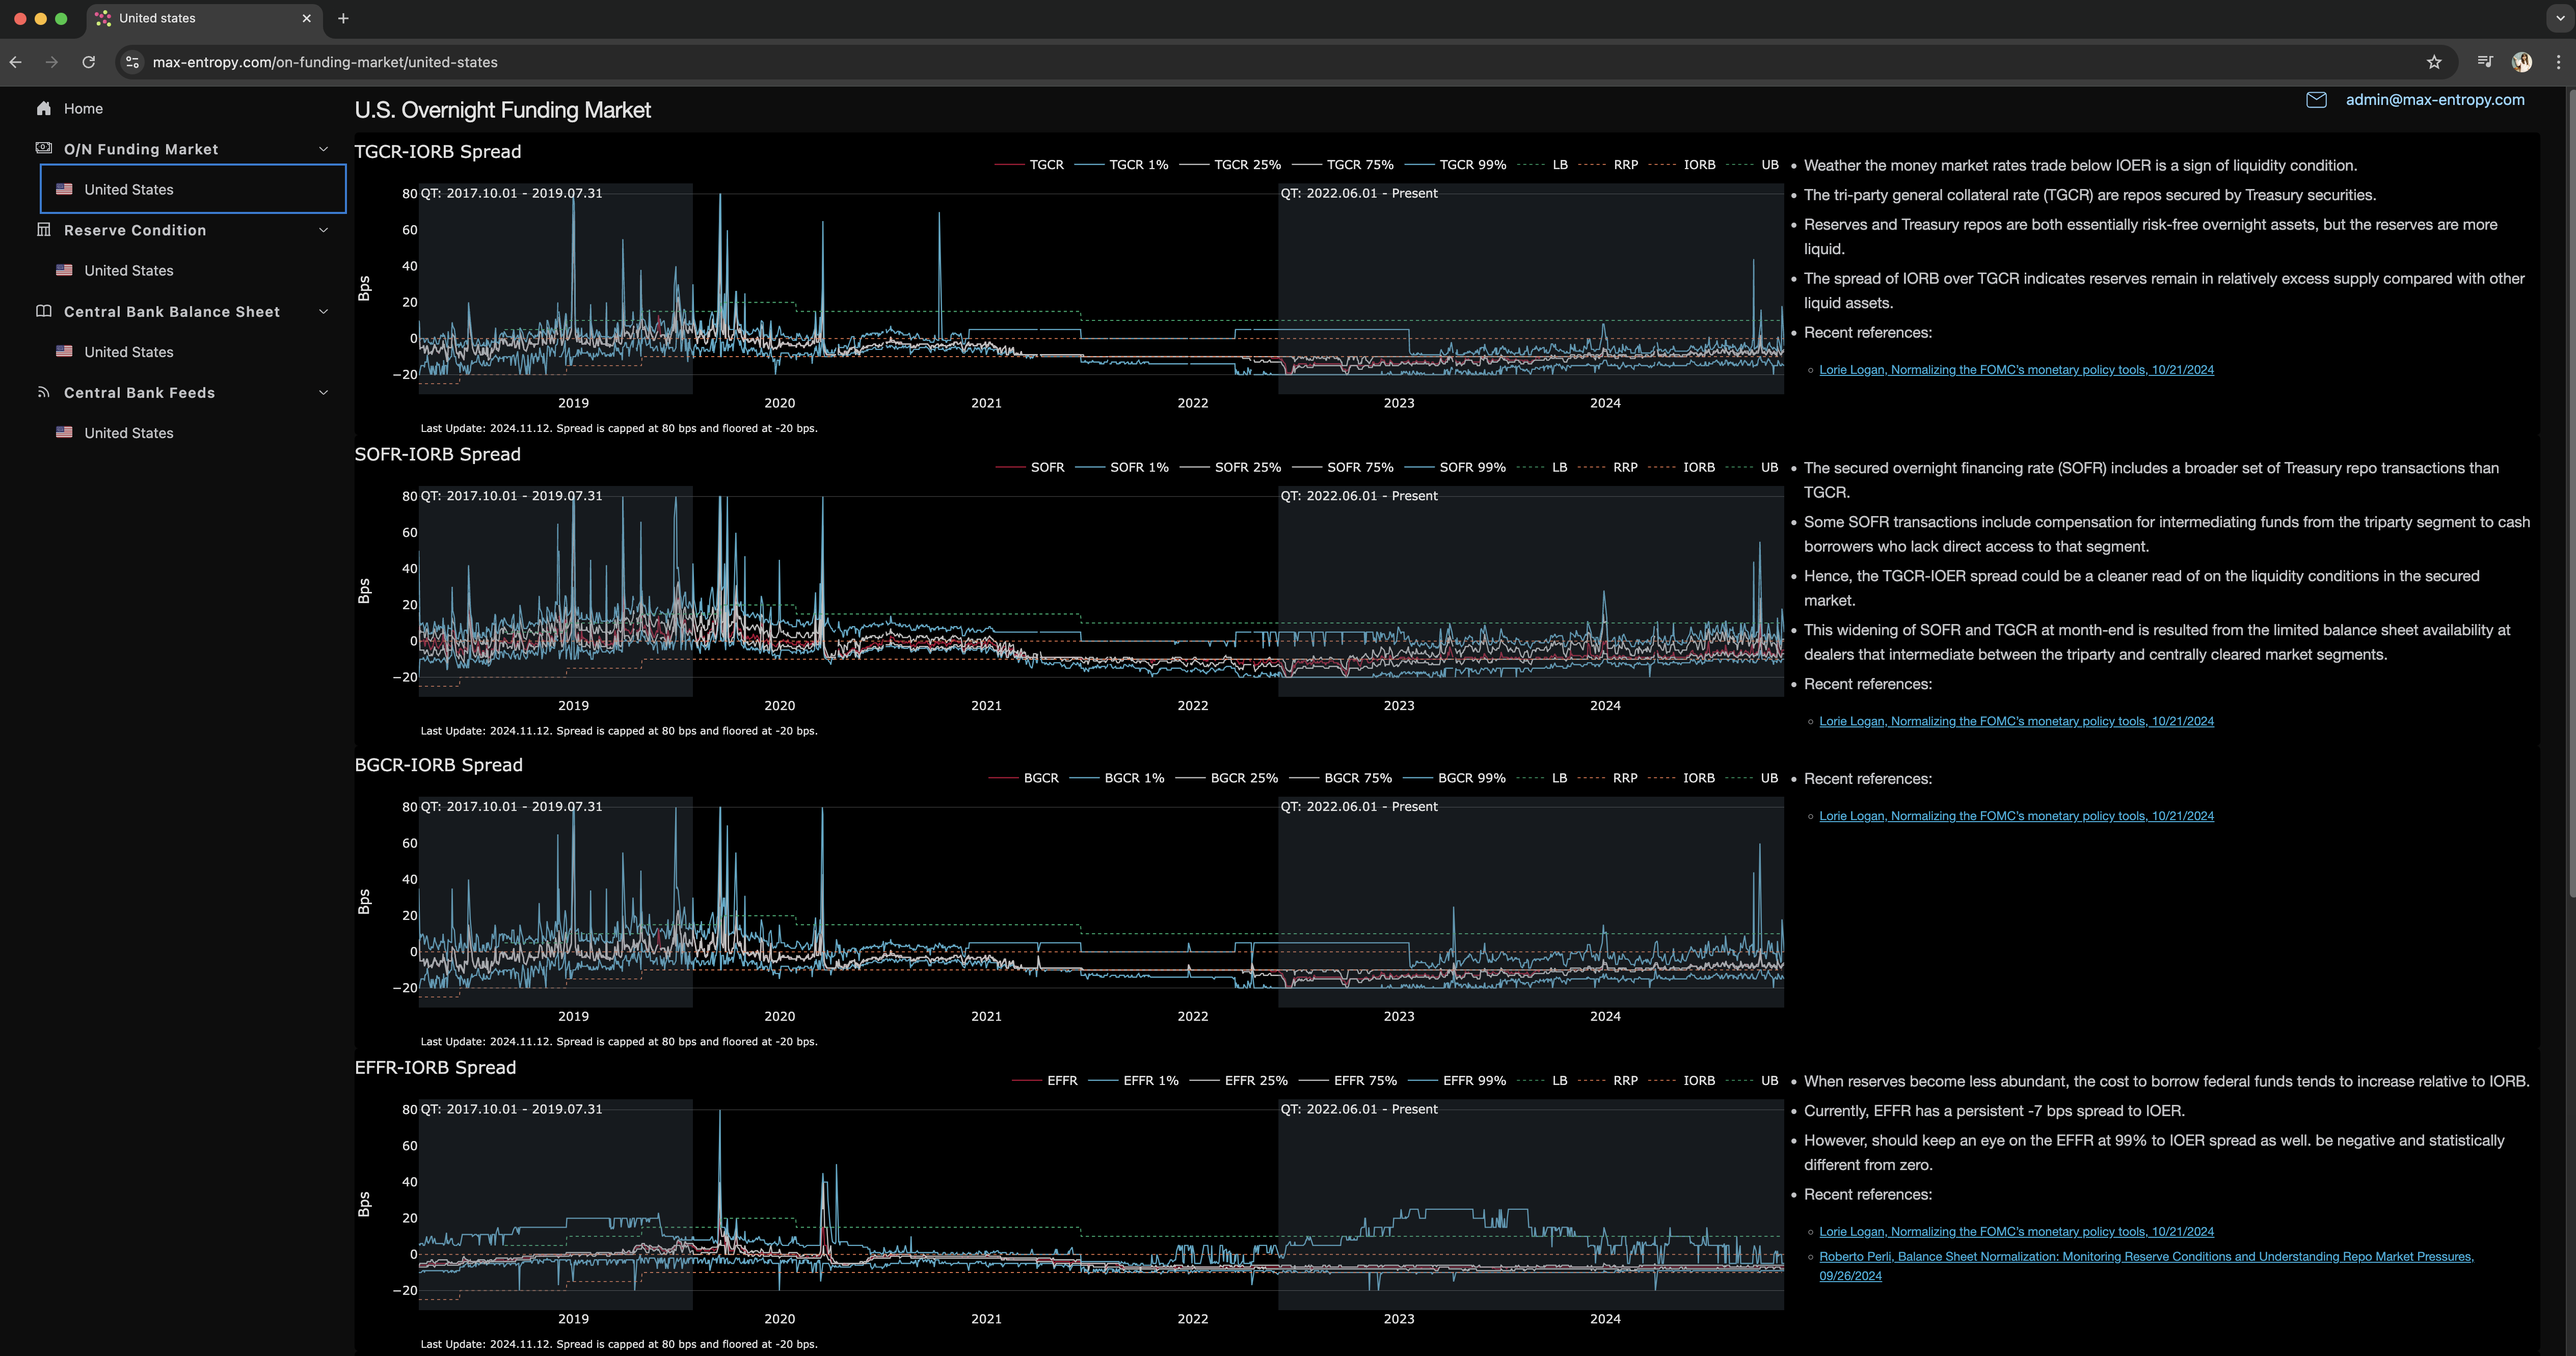 United states
max-entropy.com/on-funding-market/united-states
Home
O/N Funding Market
United States
Reserve Condition
United States
Central Bank Balance Sheet
United States
Central Bank Feeds
United States
U.S. Overnight Funding Market
admin@max-entropy.com
TGCR-IORB Spread
TGCR TGCR 1% TGCR 25% TGCR 75% TGCR 99% LB RRP IORB UB
QT: 2017.10.01 - 2019.07.31
QT: 2022.06.01 - Present
Bps
80
60
40
20
0
−20
2019 2020 2021 2022 2023 2024
Last Update: 2024.11.12. Spread is capped at 80 bps and floored at -20 bps.
Weather the money market rates trade below IOER is a sign of liquidity condition.
The tri-party general collateral rate (TGCR) are repos secured by Treasury securities.
Reserves and Treasury repos are both essentially risk-free overnight assets, but the reserves are more
liquid.
The spread of IORB over TGCR indicates reserves remain in relatively excess supply compared with other
liquid assets.
Recent references:
Lorie Logan, Normalizing the FOMC's monetary policy tools, 10/21/2024
SOFR-IORB Spread
SOFR SOFR 1% SOFR 25% SOFR 75% SOFR 99% LB RRP IORB UB
QT: 2017.10.01 - 2019.07.31
QT: 2022.06.01 - Present
Bps
80
60
40
20
0
−20
2019 2020 2021 2022 2023 2024
Last Update: 2024.11.12. Spread is capped at 80 bps and floored at -20 bps.
The secured overnight financing rate (SOFR) includes a broader set of Treasury repo transactions than
TGCR.
Some SOFR transactions include compensation for intermediating funds from the triparty segment to cash
borrowers who lack direct access to that segment.
Hence, the TGCR-IOER spread could be a cleaner read of on the liquidity conditions in the secured
market.
This widening of SOFR and TGCR at month-end is resulted from the limited balance sheet availability at
dealers that intermediate between the triparty and centrally cleared market segments.
Recent references:
Lorie Logan, Normalizing the FOMC's monetary policy tools, 10/21/2024
BGCR-IORB Spread
BGCR BGCR 1% BGCR 25% BGCR 75% BGCR 99% LB RRP IORB UB
QT: 2017.10.01 - 2019.07.31
QT: 2022.06.01 - Present
Bps
80
60
40
20
0
−20
2019 2020 2021 2022 2023 2024
Last Update: 2024.11.12. Spread is capped at 80 bps and floored at -20 bps.
Recent references:
Lorie Logan, Normalizing the FOMC's monetary policy tools, 10/21/2024
EFFR-IORB Spread
EFFR EFFR 1% EFFR 25% EFFR 75% EFFR 99% LB RRP IORB UB
QT: 2017.10.01 - 2019.07.31
QT: 2022.06.01 - Present
Bps
80
60
40
20
0
−20
2019 2020 2021 2022 2023 2024
Last Update: 2024.11.12. Spread is capped at 80 bps and floored at -20 bps.
When reserves become less abundant, the cost to borrow federal funds tends to increase relative to IORB.
Currently, EFFR has a persistent -7 bps spread to IOER.
However, should keep an eye on the EFFR at 99% to IOER spread as well. be negative and statistically
different from zero.
Recent references:
Lorie Logan, Normalizing the FOMC's monetary policy tools, 10/21/2024
Roberto Perli, Balance Sheet Normalization: Monitoring Reserve Conditions and Understanding Repo Market Pressures,
09/26/2024